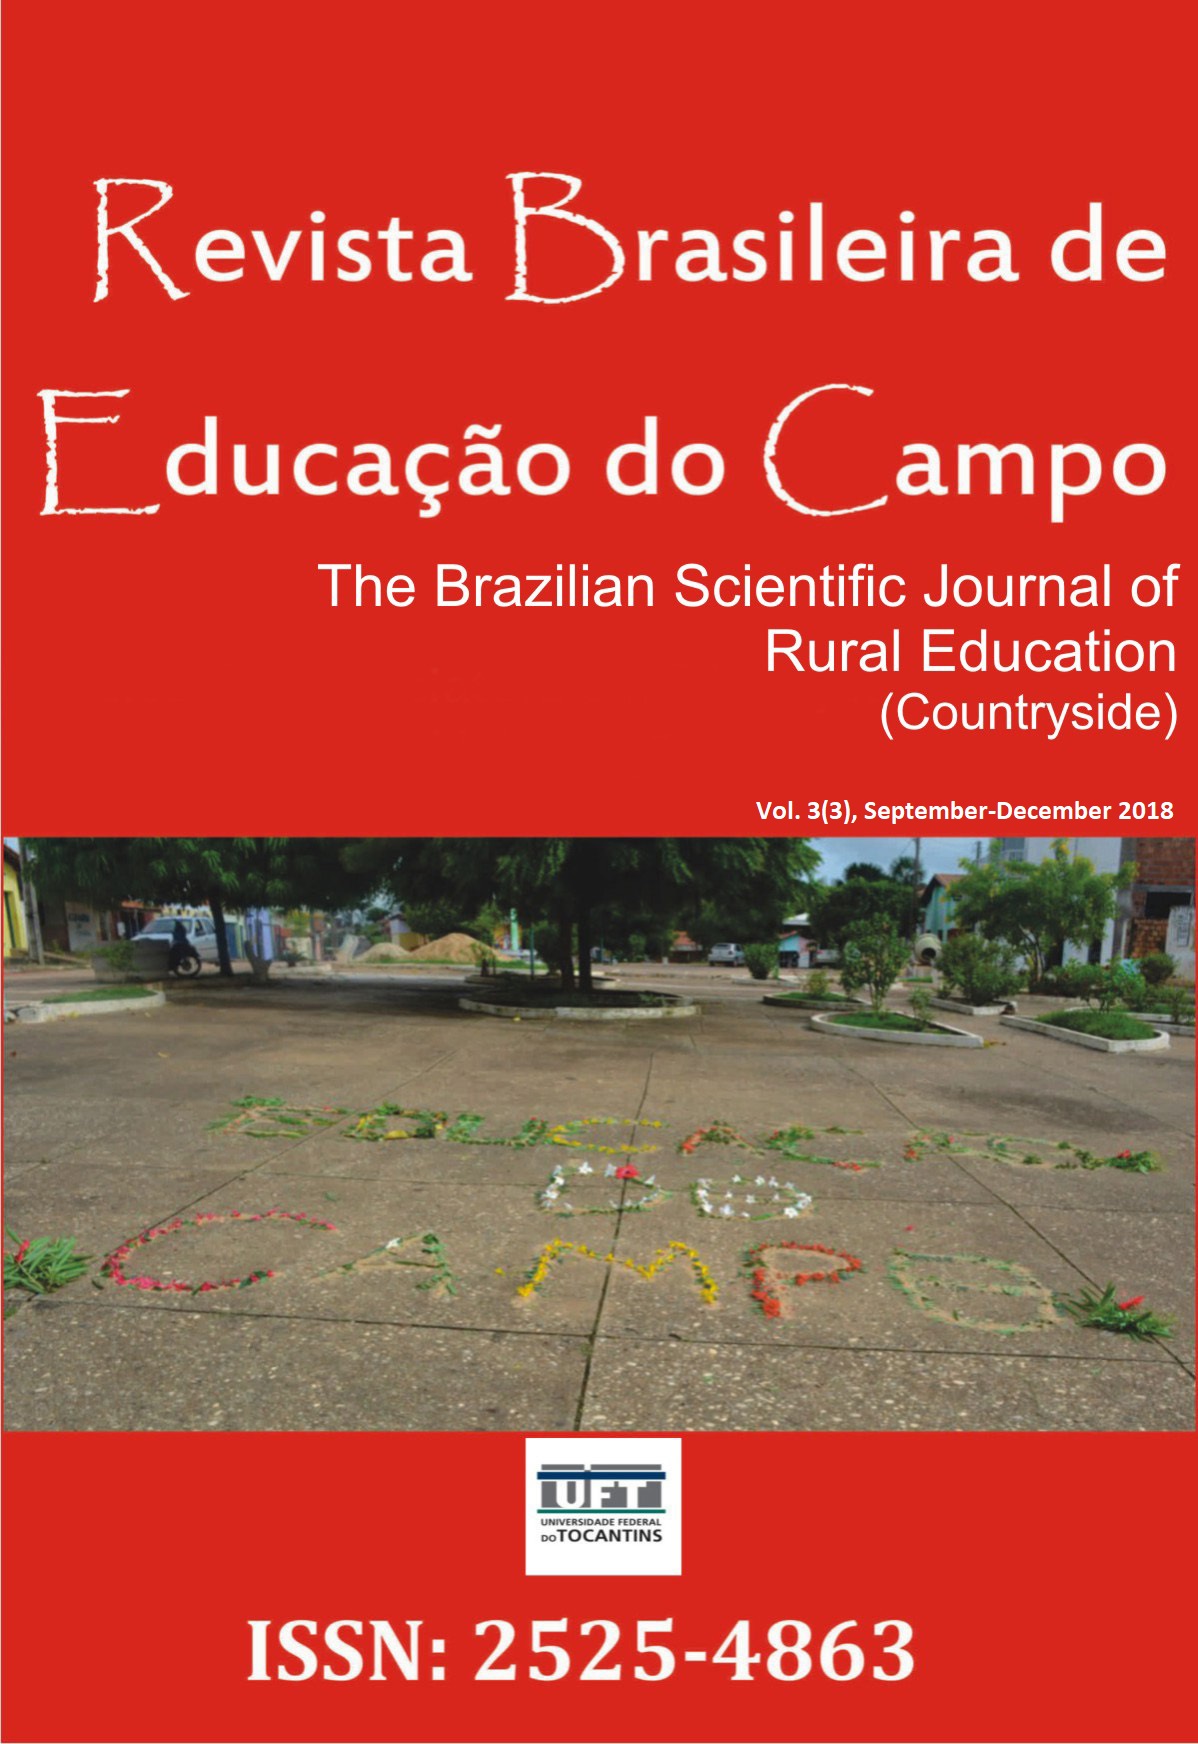 Revista Brasileira de
Educação do Campo
The Brazilian Scientific Journal of
Rural Education
(Countryside)
Vol. 3(3), September-December 2018
EDUCAÇÃO
DO
CAMPO
UFT
UNIVERSIDADE FEDERAL
DO TOCANTINS
ISSN: 2525-4863